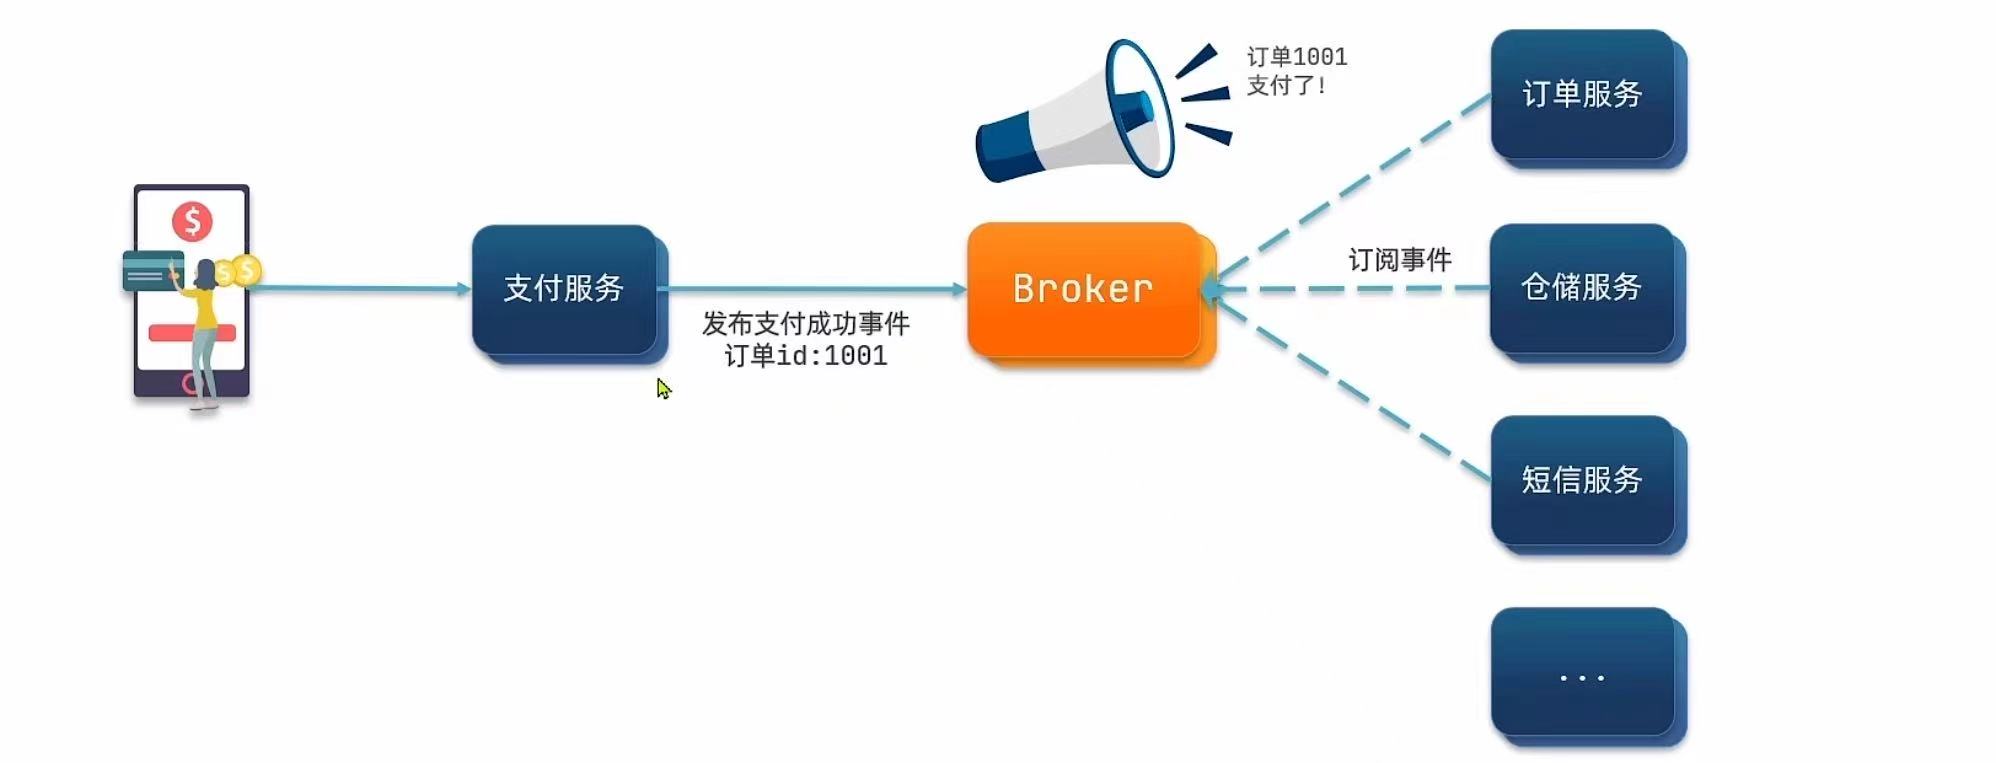 订单1001
支付了!
订单服务
$
$
$
支付服务
发布支付成功事件
订单id:1001
Broker
订阅事件
仓储服务
短信服务
...